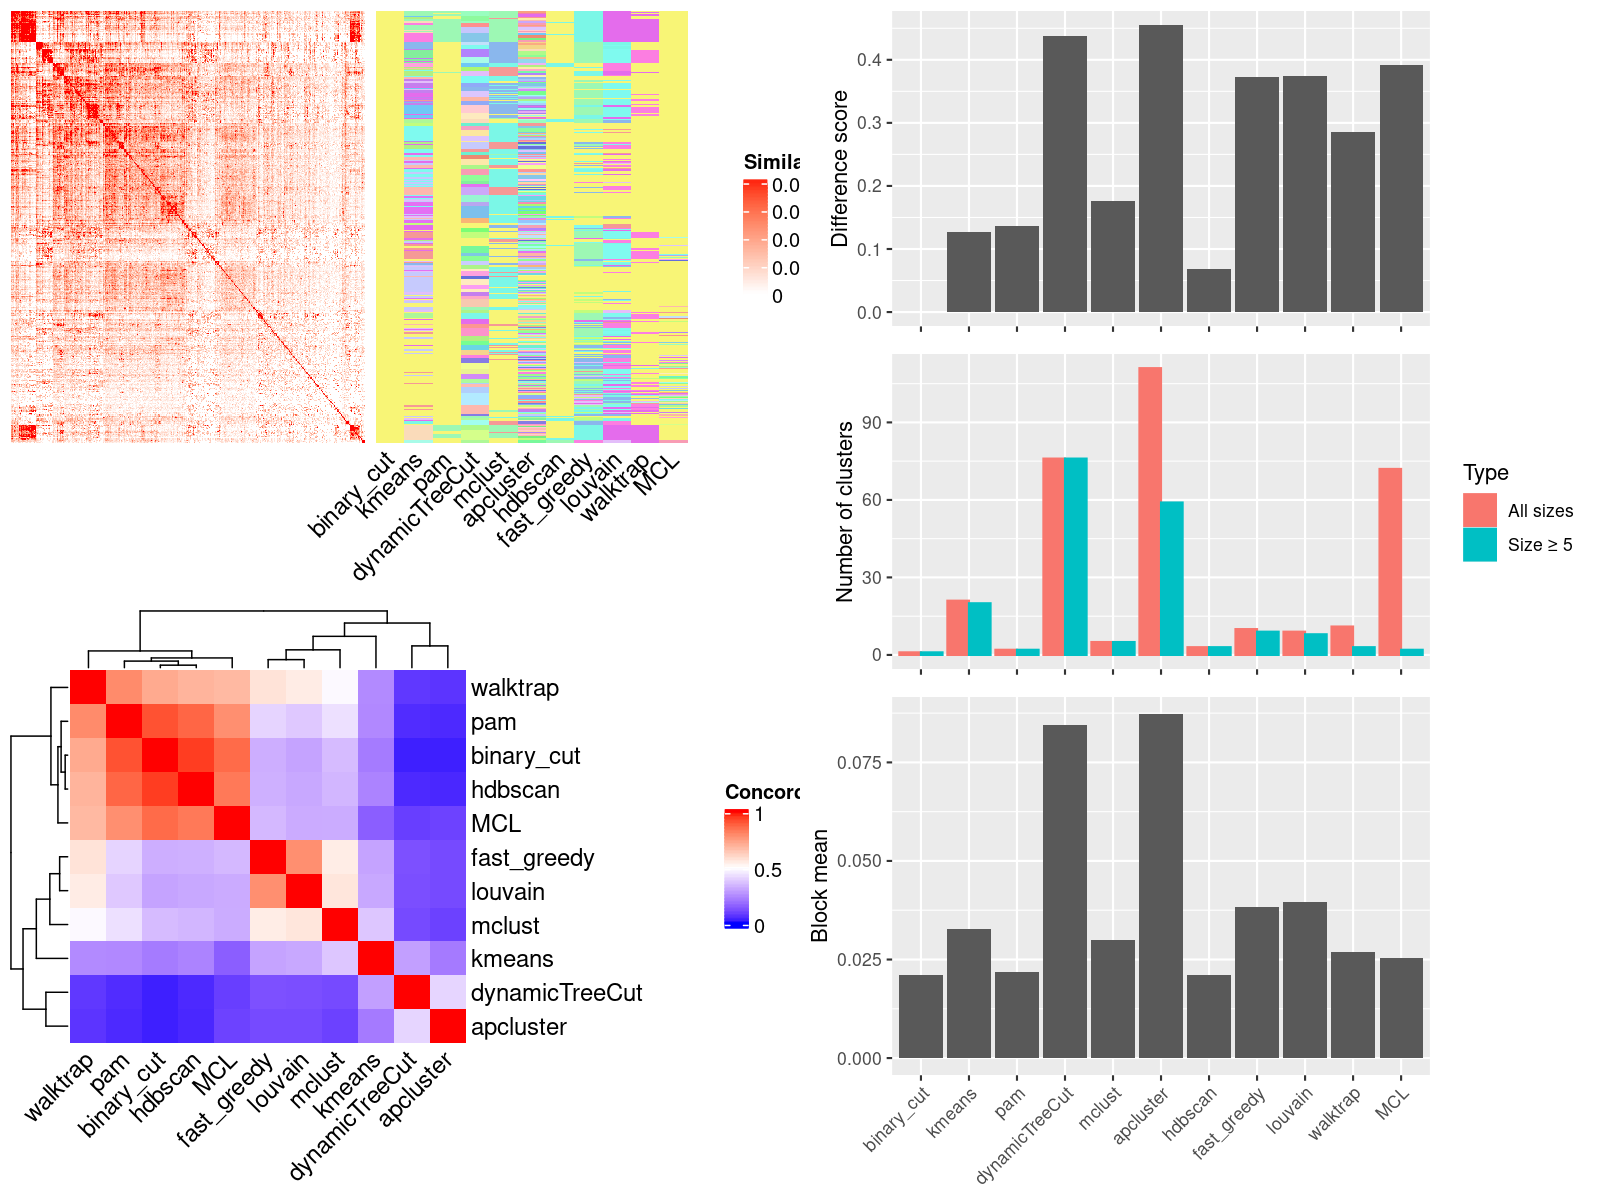 Simila
0.0
0.0
0.0
0.0
0
binary_cut
kmeans
pam
dynamicTreeCut
mclust
apcluster
hdbscan
fast_greedy
louvain
walktrap
MCL
walktrap
pam
binary_cut
hdbscan
MCL
fast_greedy
louvain
mclust
kmeans
dynamicTreeCut
apcluster
walktrap
pam
binary_cut
hdbscan
MCL
fast_greedy
louvain
mclust
kmeans
dynamicTreeCut
apcluster
Concord
1
0.5
0
Difference score
0.4
0.3
0.2
0.1
0.0
Number of clusters
90
60
30
0
Type
All sizes
Size ≥ 5
Block mean
0.075
0.050
0.025
0.000
binary_cut
kmeans
pam
dynamicTreeCut
mclust
apcluster
hdbscan
fast_greedy
louvain
walktrap
MCL